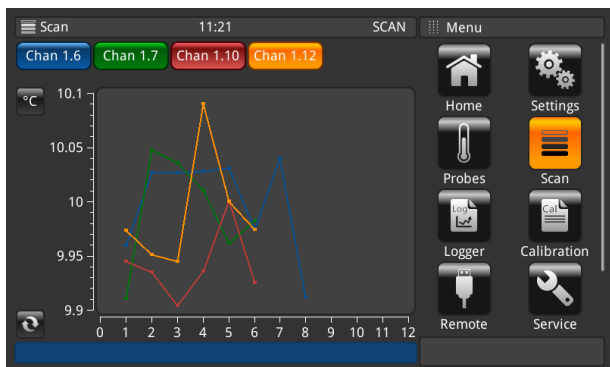 Scan 11:21 SCAN
Menu
Chan 1.6 Chan 1.7 Chan 1.10 Chan 1.12
°C
10.1
10.05
10
9.95
9.9
0 1 2 3 4 5 6 7 8 9 10 11 12
Home Settings
Probes Scan
Log Cal
Logger Calibration
Remote Service